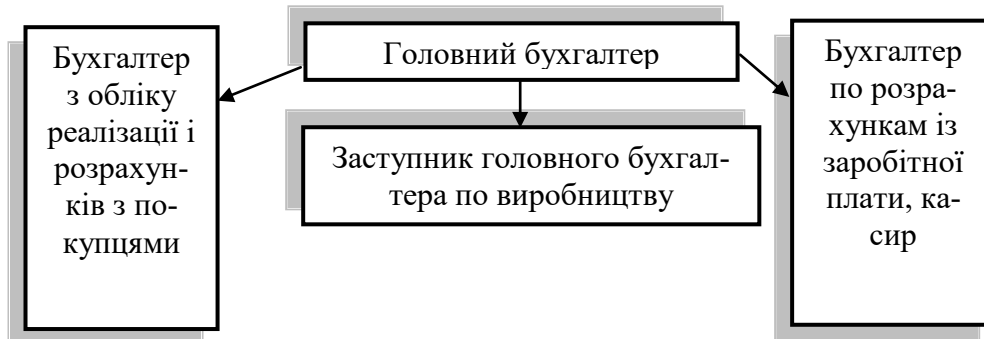 Бухгалтер
з обліку
реалізації і
розрахун-
ків з по-
купцями
Головний бухгалтер
Заступник головного бухгал-
тера по виробництву
Бухгалтер
по розра-
хункам із
заробітної
плати, ка-
сир